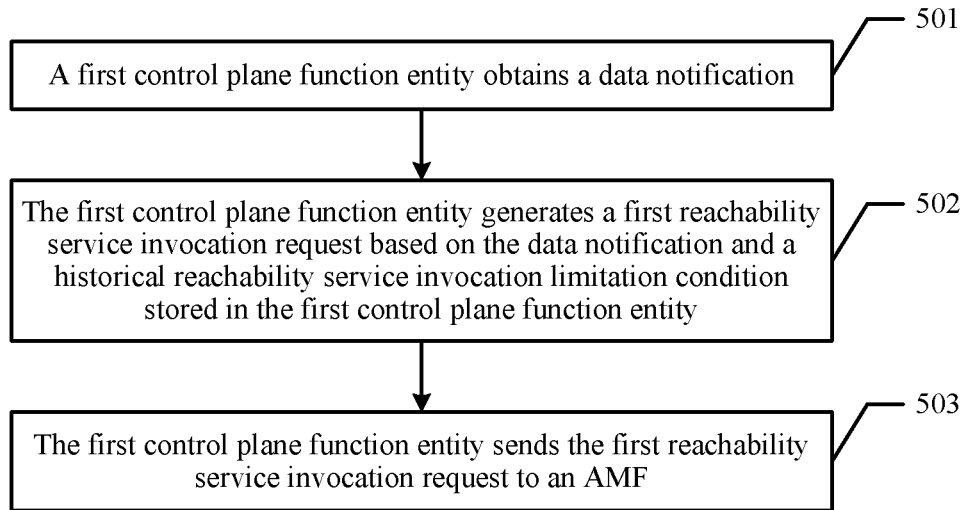 501
A first control plane function entity obtains a data notification
502
The first control plane function entity generates a first reachability
service invocation request based on the data notification and a
historical reachability service invocation limitation condition
stored in the first control plane function entity
503
The first control plane function entity sends the first reachability
service invocation request to an AMF